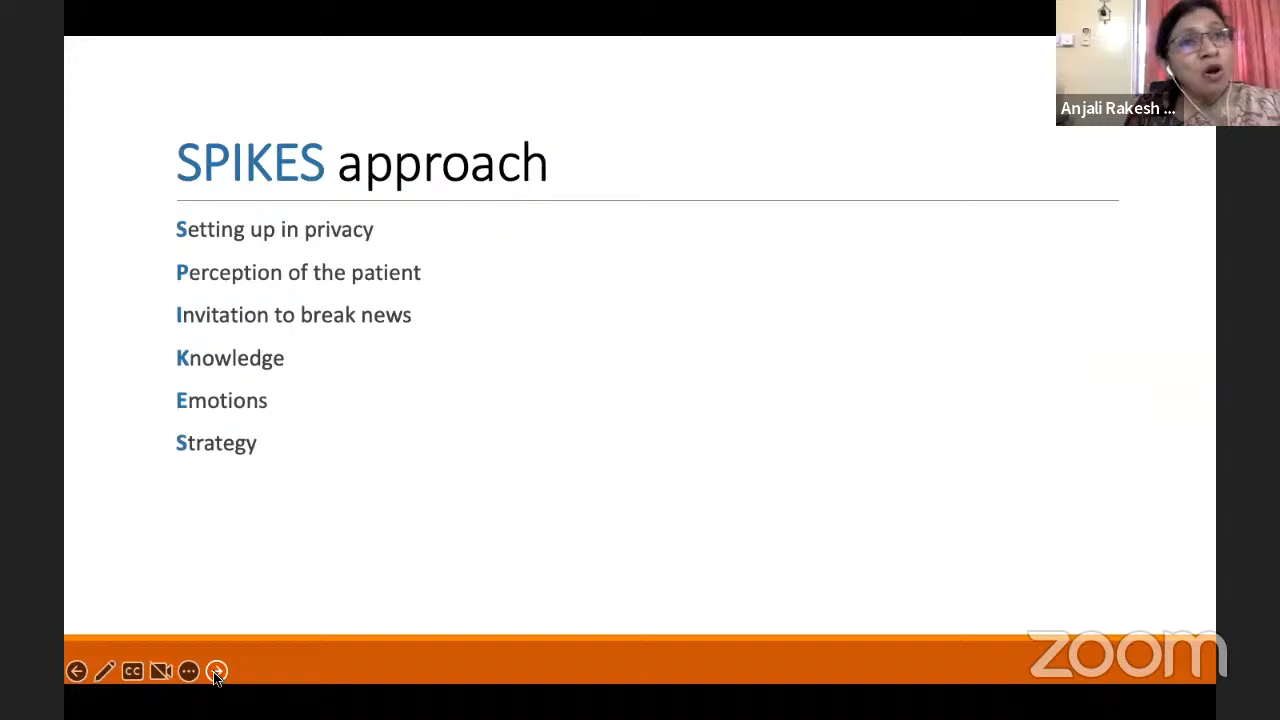 Anjali Rakesh ...
SPIKES approach
Setting up in privacy
Perception of the patient
Invitation to break news
Knowledge
Emotions
Strategy
CC
zoom